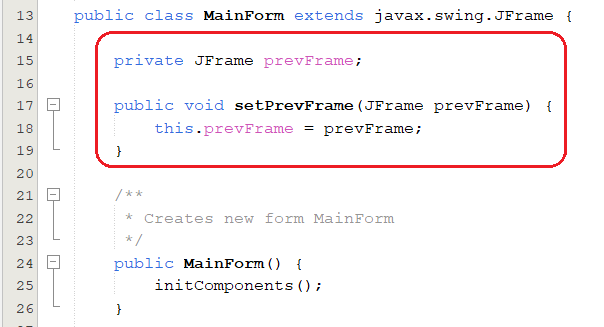 13 public class MainForm extends javax.swing.JFrame {
14
15 private JFrame prevFrame;
16
17 public void setPrevFrame(JFrame prevFrame) {
18 this.prevFrame = prevFrame;
19 }
20
21 /**
22 * Creates new form MainForm
23 */
24 public MainForm() {
25 initComponents();
26 }